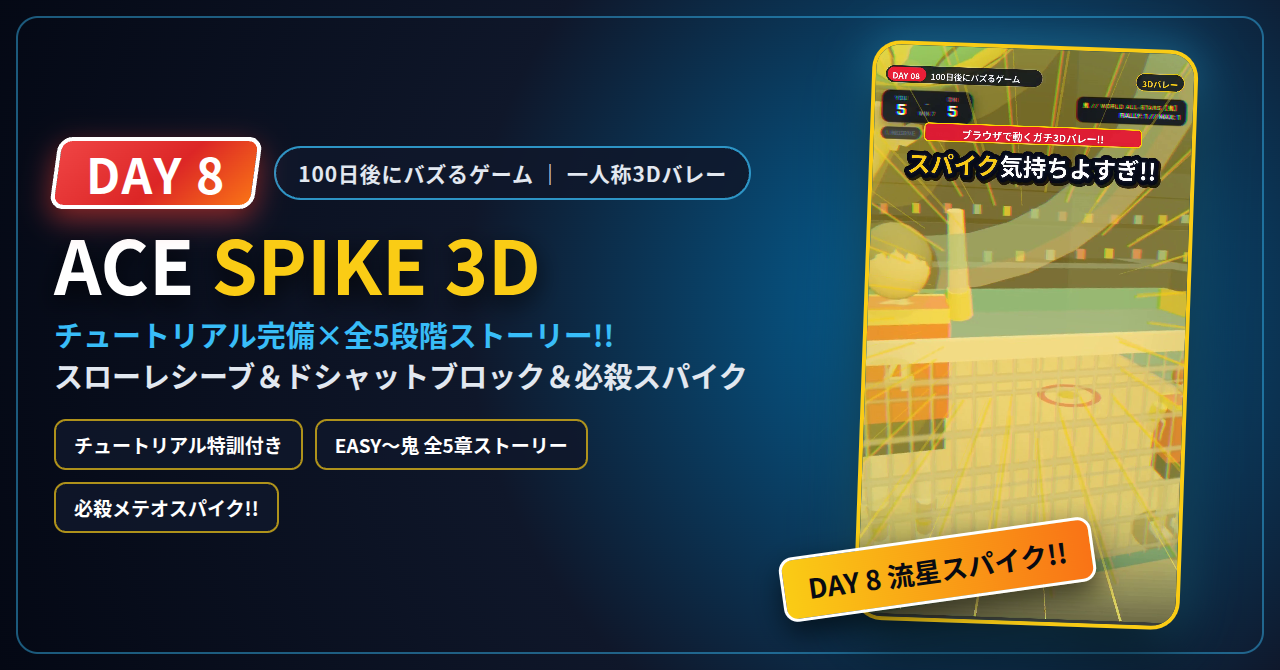 DAY 8
100日後にバズるゲーム｜一人称3Dバレー
ACE SPIKE 3D
チュートリアル完備×全5段階ストーリー!!
スローレシーブ＆ドシャットブロック＆必殺スパイク
チュートリアル特訓付き
EASY〜鬼 全5章ストーリー
必殺メテオスパイク!!
DAY 08
100日後にバズるゲーム
3Dバレー
YOU
5
5
ブラウザで動くガチ3Dバレー!!
スパイク気持ちよすぎ!!
DAY 8 流星スパイク!!